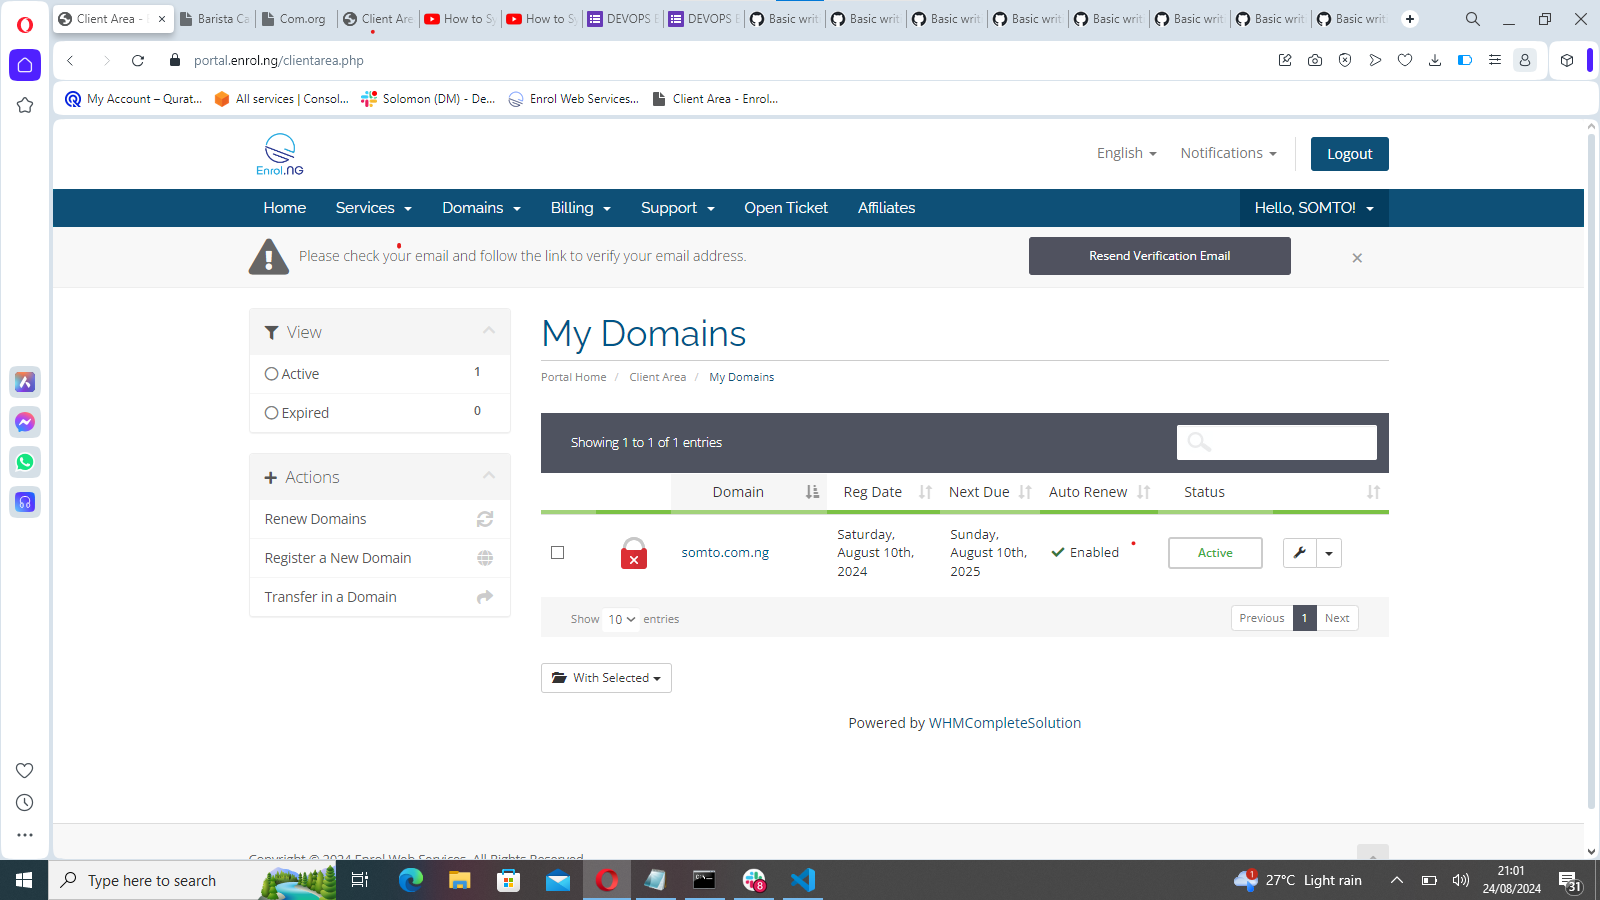 Client Area -
Barista Ca
Com.org
Client Are
How to Sy
How to Sy
DEVOPS E
DEVOPS E
Basic writ
Basic writ
Basic writ
Basic writ
Basic writ
Basic writ
Basic writ
Basic writ
portal.enrol.ng/clientarea.php
My Account – Qurat...
All services | Consol...
Solomon (DM) - De...
Enrol Web Services...
Client Area - Enrol...
Enrol.NG
English
Notifications
Logout
Home
Services
Domains
Billing
Support
Open Ticket
Affiliates
Hello, SOMTO!
Please check your email and follow the link to verify your email address.
Resend Verification Email
View
Active 1
Expired 0
Actions
Renew Domains
Register a New Domain
Transfer in a Domain
My Domains
Portal Home / Client Area / My Domains
Showing 1 to 1 of 1 entries
Domain Reg Date Next Due Auto Renew Status
somto.com.ng
Saturday,
August 10th,
2024
Sunday,
August 10th,
2025
Enabled
Active
Show 10 entries
Previous 1 Next
With Selected
Powered by WHMCompleteSolution
Copyright © 2024 Enrol Web Services. All Rights Reserved.
Type here to search
8
1
27°C Light rain
21:01
24/08/2024
31